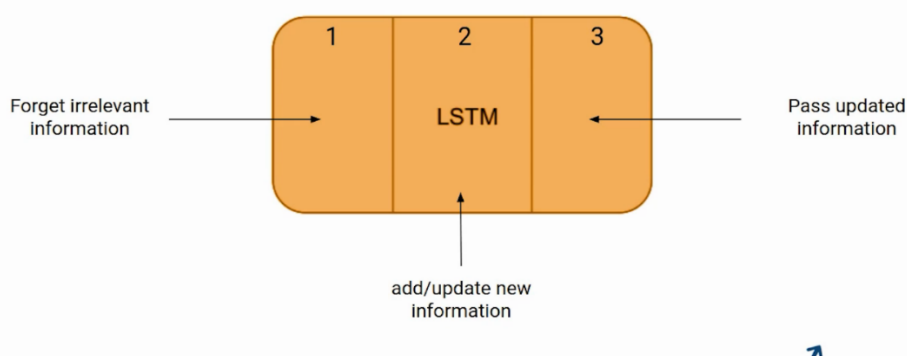 1
2
3
Forget irrelevant
information
LSTM
Pass updated
information
add/update new
information